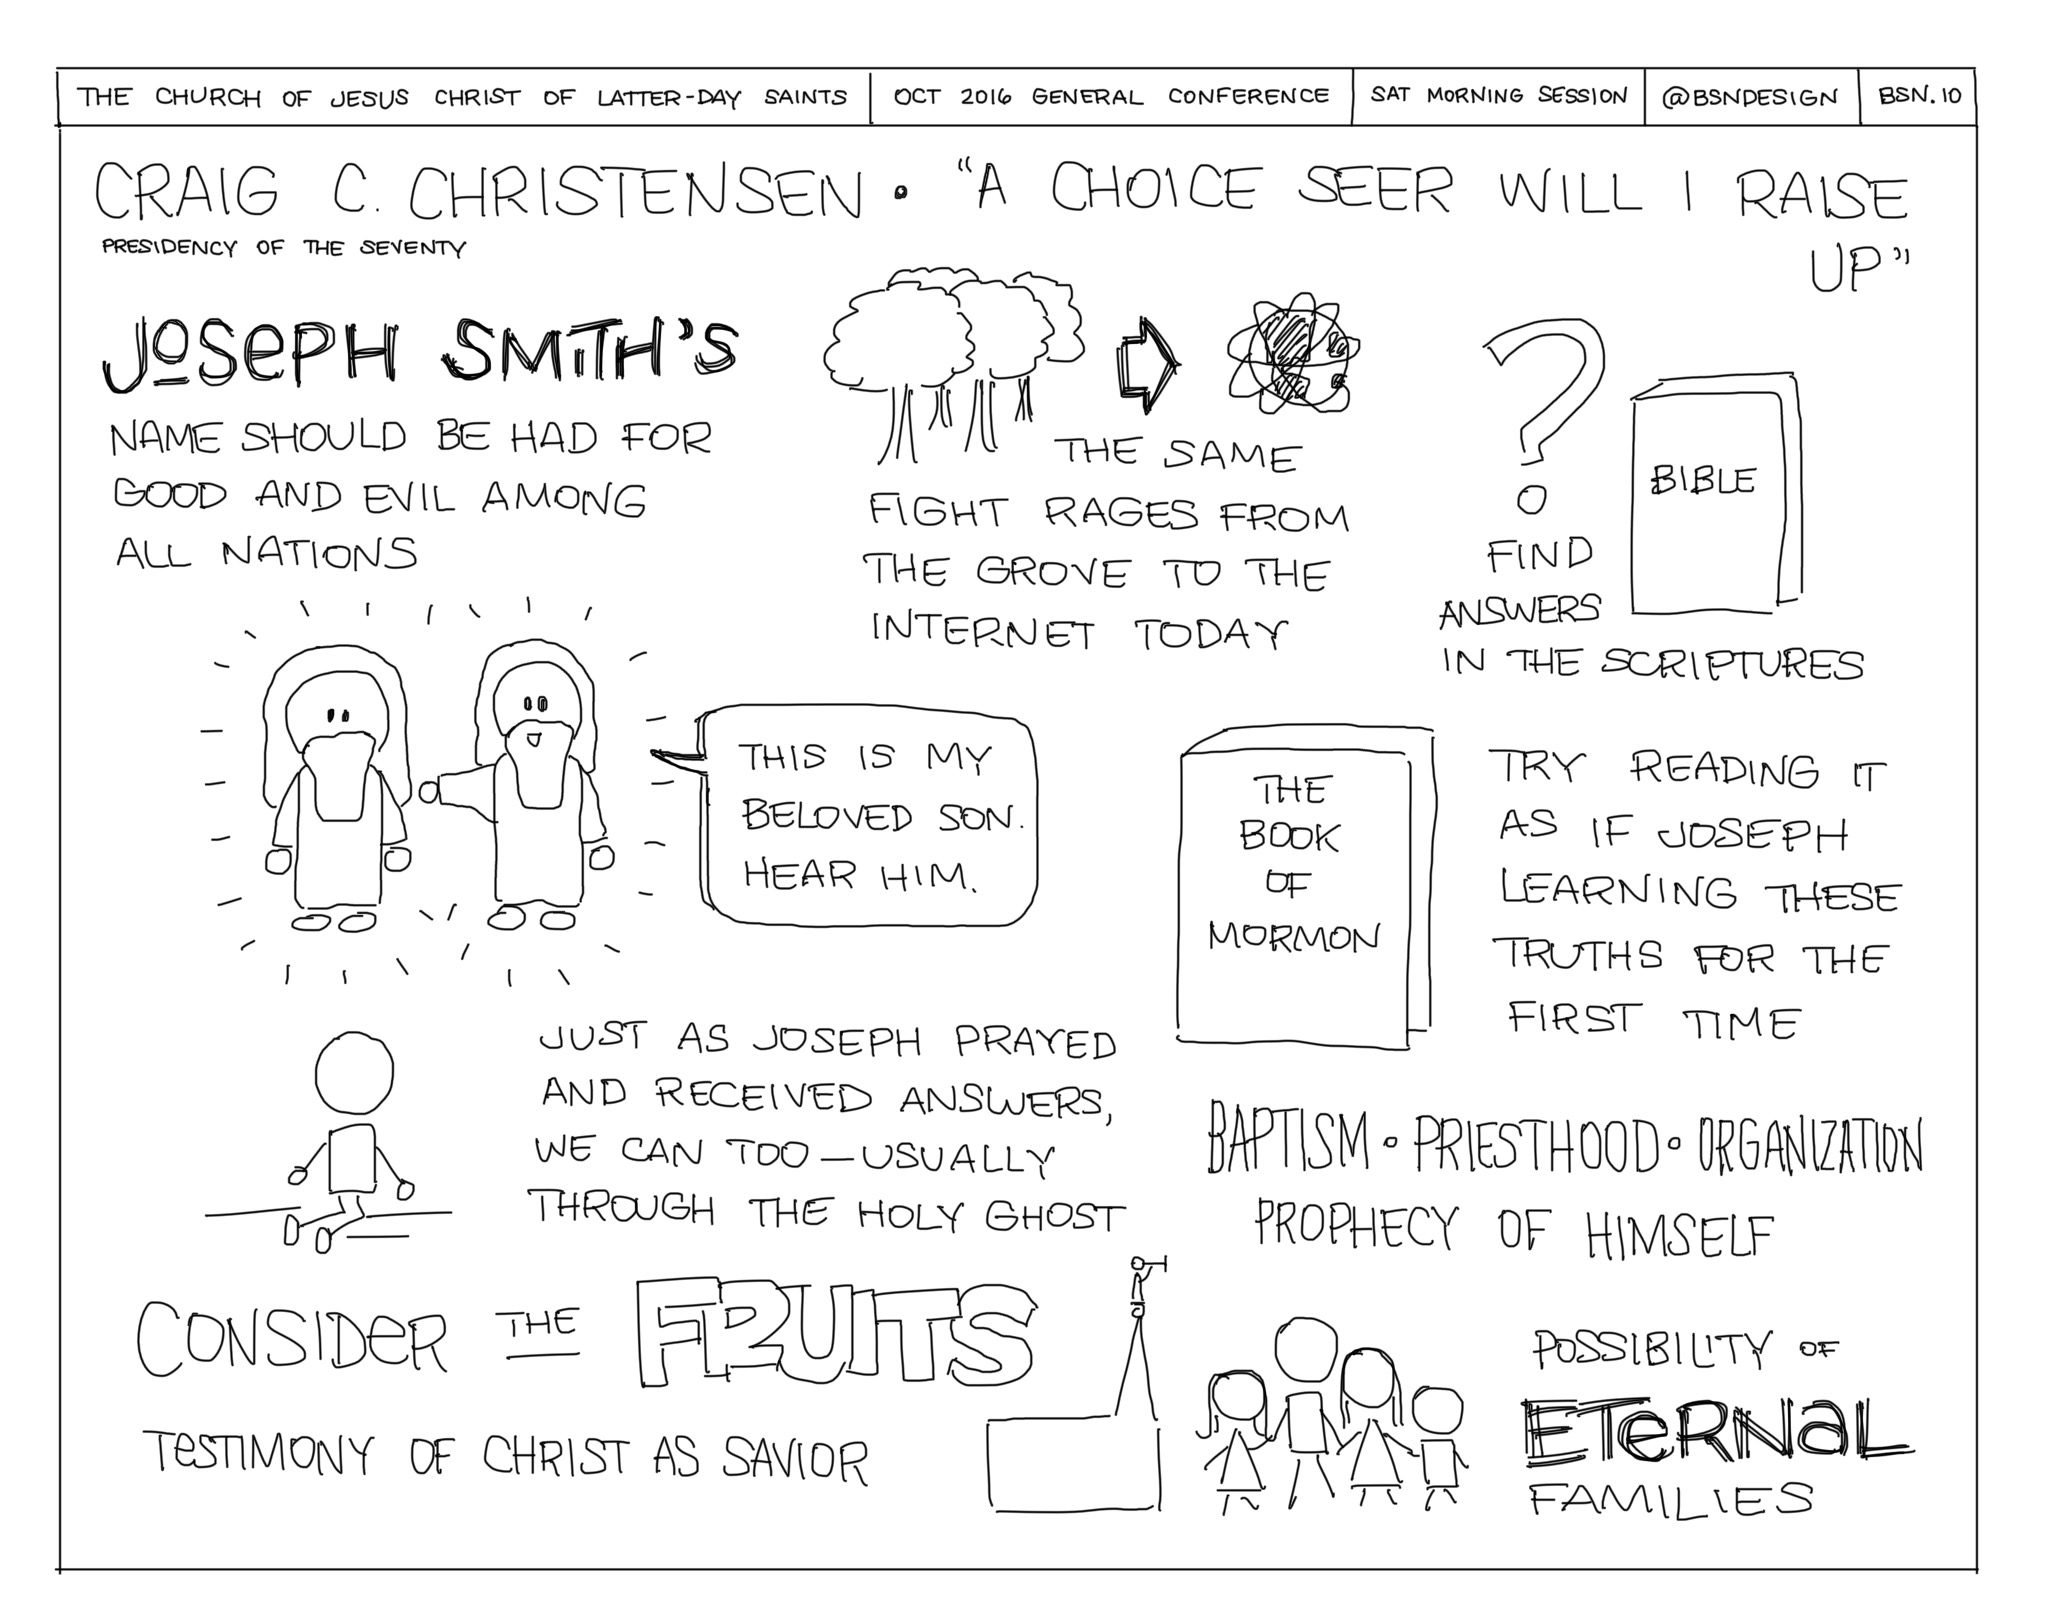 THE CHURCH OF JESUS CHRIST OF LATTER-DAY SAINTS
OCT 2016 GENERAL CONFERENCE
SAT MORNING SESSION
@BSNDESIGN
BSN.10
CRAIG C. CHRISTENSEN • "A CHOICE SEER WILL I RAISE
UP"
PRESIDENCY OF THE SEVENTY
JOSEPH SMITH'S
NAME SHOULD BE HAD FOR
GOOD AND EVIL AMONG
ALL NATIONS
THE SAME
FIGHT RAGES FROM
THE GROVE TO THE
INTERNET TODAY
?
BIBLE
FIND
ANSWERS
IN THE SCRIPTURES
THIS IS MY
BELOVED SON.
HEAR HIM.
THE
BOOK
OF
MORMON
TRY READING IT
AS IF JOSEPH
LEARNING THESE
TRUTHS FOR THE
FIRST TIME
JUST AS JOSEPH PRAYED
AND RECEIVED ANSWERS,
WE CAN TOO — USUALLY
THROUGH THE HOLY GHOST
BAPTISM • PRIESTHOOD • ORGANIZATION
PROPHECY OF HIMSELF
CONSIDER THE FRUITS
TESTIMONY OF CHRIST AS SAVIOR
POSSIBILITY OF
ETERNAL
FAMILIES